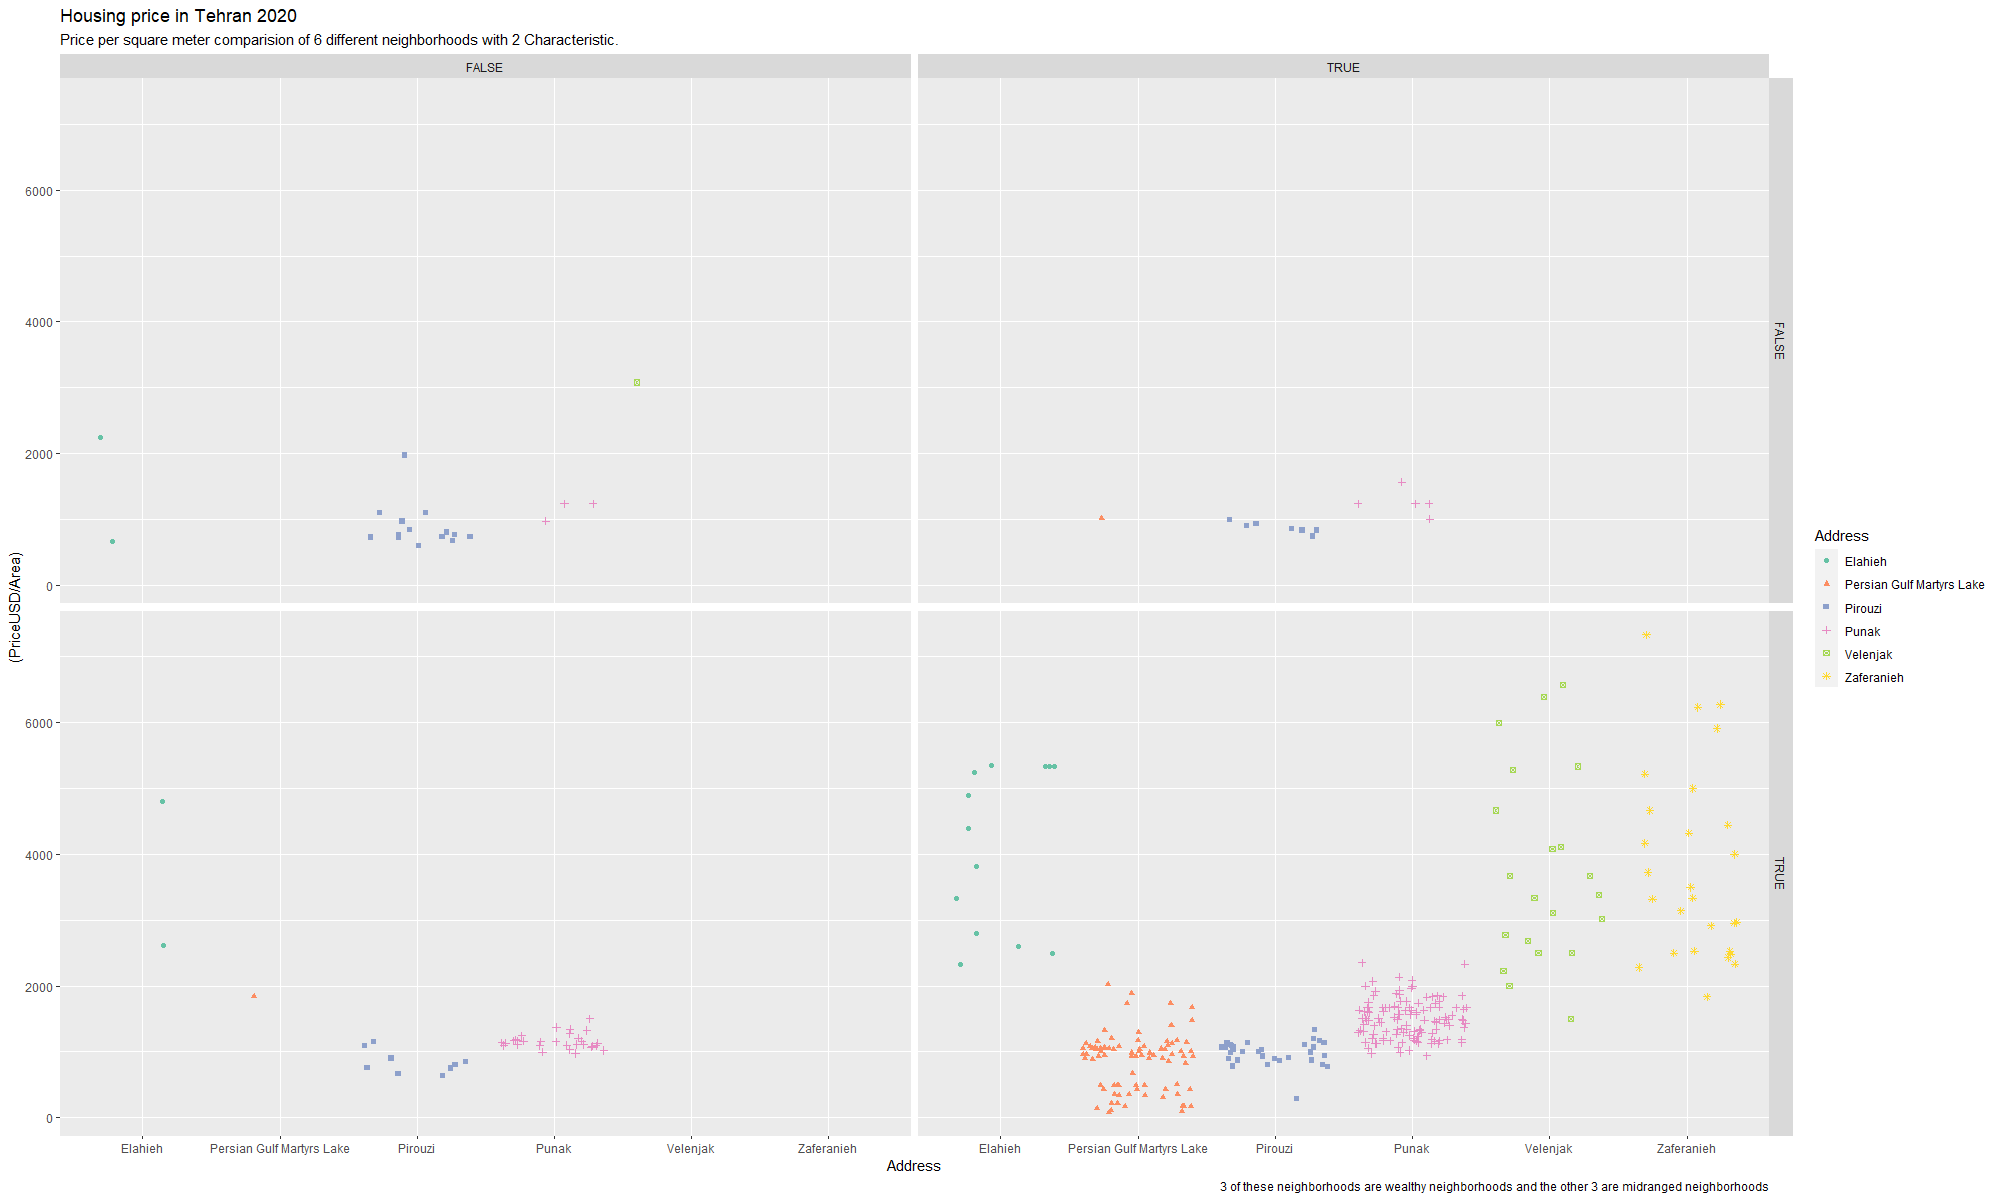 Housing price in Tehran 2020
Price per square meter comparision of 6 different neighborhoods with 2 Characteristic.
FALSE
TRUE
6000
4000
2000
0
FALSE
6000
4000
2000
0
TRUE
(PriceUSD/Area)
Elahieh
Persian Gulf Martyrs Lake
Pirouzi
Punak
Velenjak
Zaferanieh
Elahieh
Persian Gulf Martyrs Lake
Pirouzi
Punak
Velenjak
Zaferanieh
Address
Address
Elahieh
Persian Gulf Martyrs Lake
Pirouzi
Punak
Velenjak
Zaferanieh
3 of these neighborhoods are wealthy neighborhoods and the other 3 are midranged neighborhoods